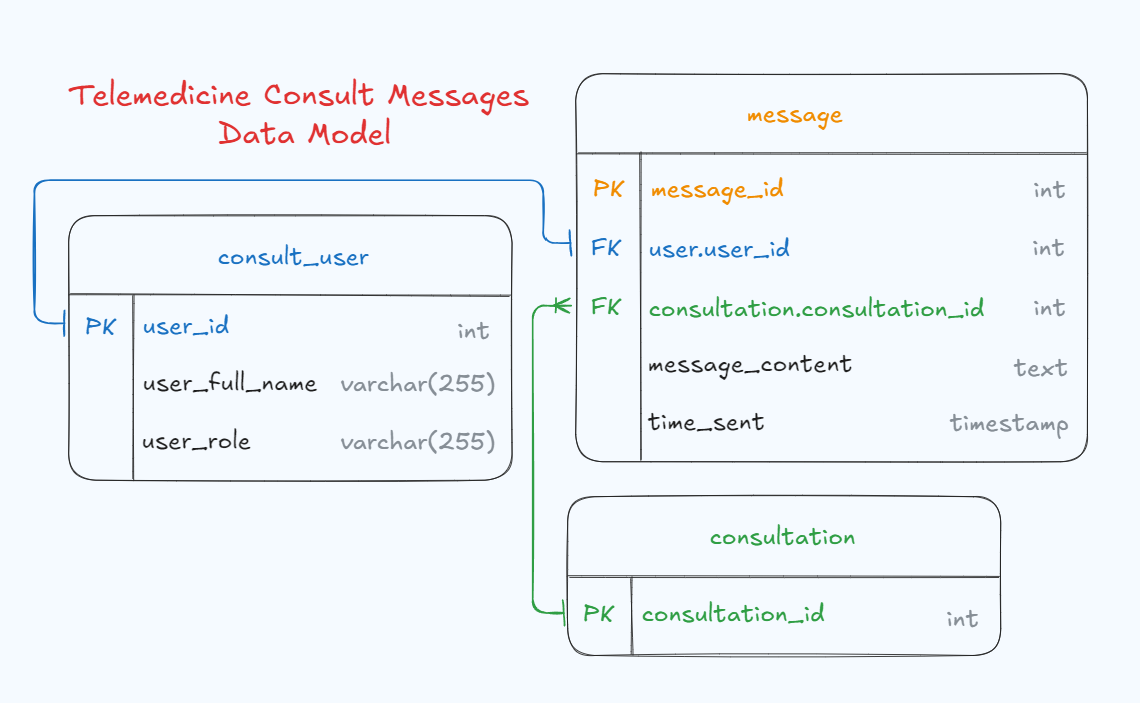 Telemedicine Consult Messages
Data Model
message
PK message_id int
FK user.user_id int
FK consultation.consultation_id int
message_content text
time_sent timestamp
consult_user
PK user_id int
user_full_name varchar(255)
user_role varchar(255)
consultation
PK consultation_id int